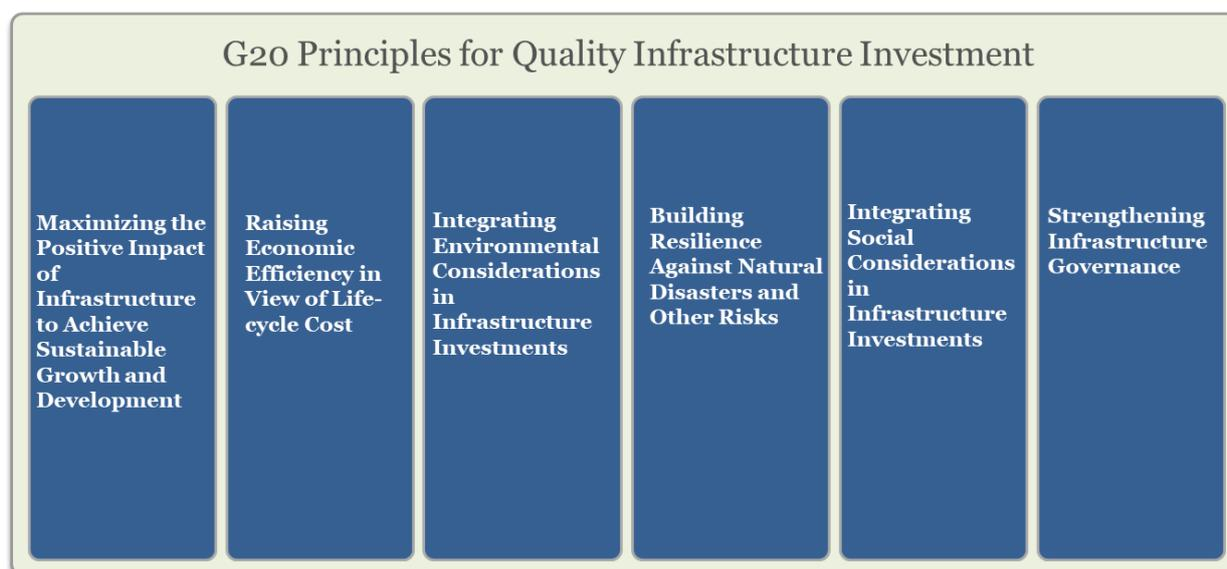 G20 Principles for Quality Infrastructure Investment
Maximizing the
Positive Impact
of
Infrastructure
to Achieve
Sustainable
Growth and
Development
Raising
Economic
Efficiency in
View of Life-
cycle Cost
Integrating
Environmental
Considerations
in
Infrastructure
Investments
Building
Resilience
Against Natural
Disasters and
Other Risks
Integrating
Social
Considerations
in
Infrastructure
Investments
Strengthening
Infrastructure
Governance